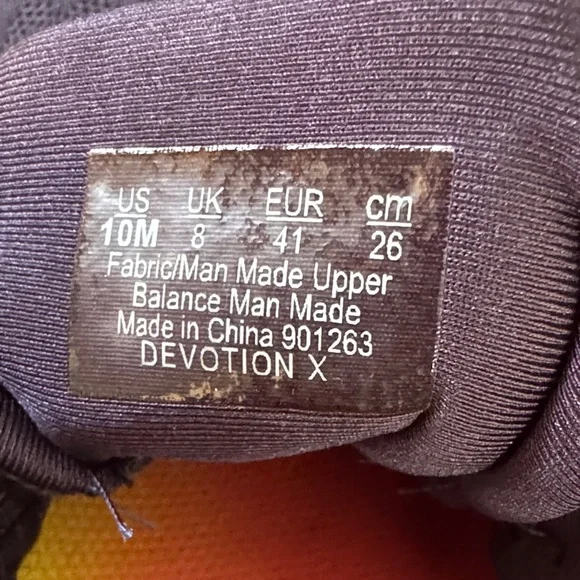 US UK EUR cm
10M 8 41 26
Fabric/Man Made Upper
Balance Man Made
Made in China 901263
DEVOTION X